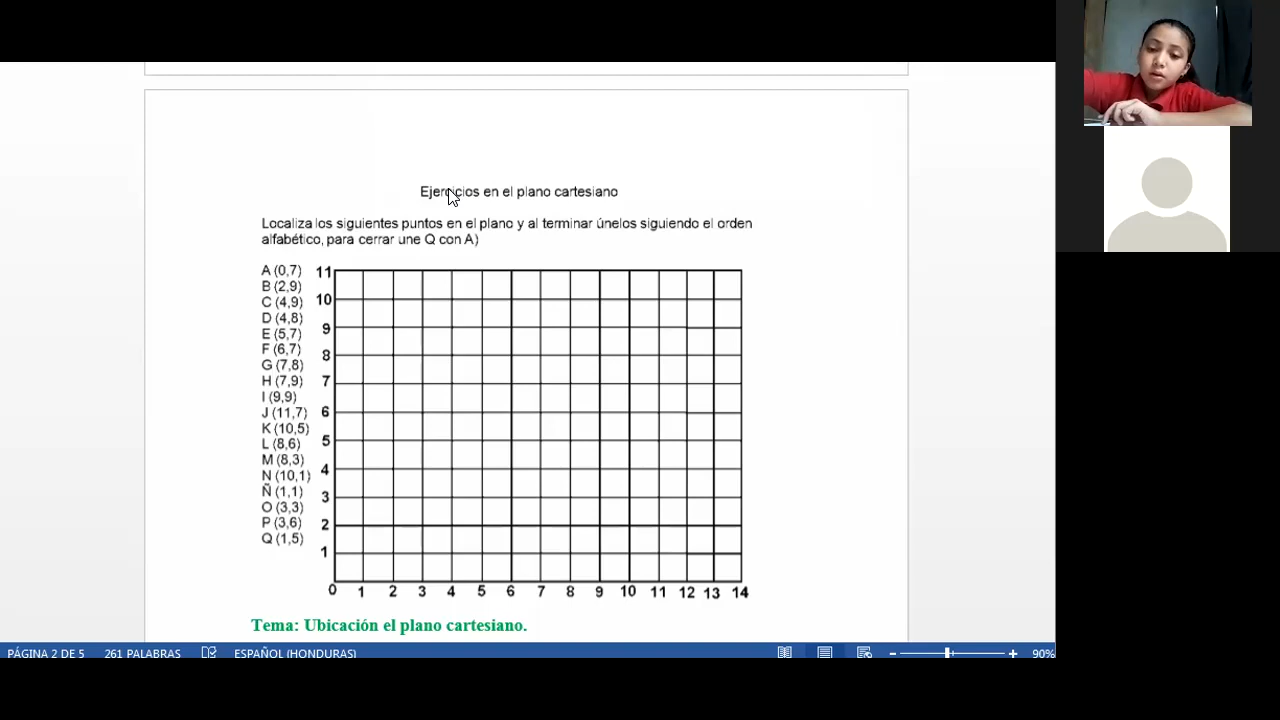 Ejercicios en el plano cartesiano
Localiza los siguientes puntos en el plano y al terminar únelos siguiendo el orden
alfabético, para cerrar une Q con A)
A (0,7)
B (2,9)
C (4,9)
D (4,8)
E (5,7)
F (6,7)
G (7,8)
H (7,9)
I (9,9)
J (11,7)
K (10,5)
L (8,6)
M (8,3)
N (10,1)
Ñ (1,1)
O (3,3)
P (3,6)
Q (1,5)
11
10
9
8
7
6
5
4
3
2
1
0 1 2 3 4 5 6 7 8 9 10 11 12 13 14
Tema: Ubicación el plano cartesiano.
PÁGINA 2 DE 5 261 PALABRAS ESPAÑOL (HONDURAS) 90%